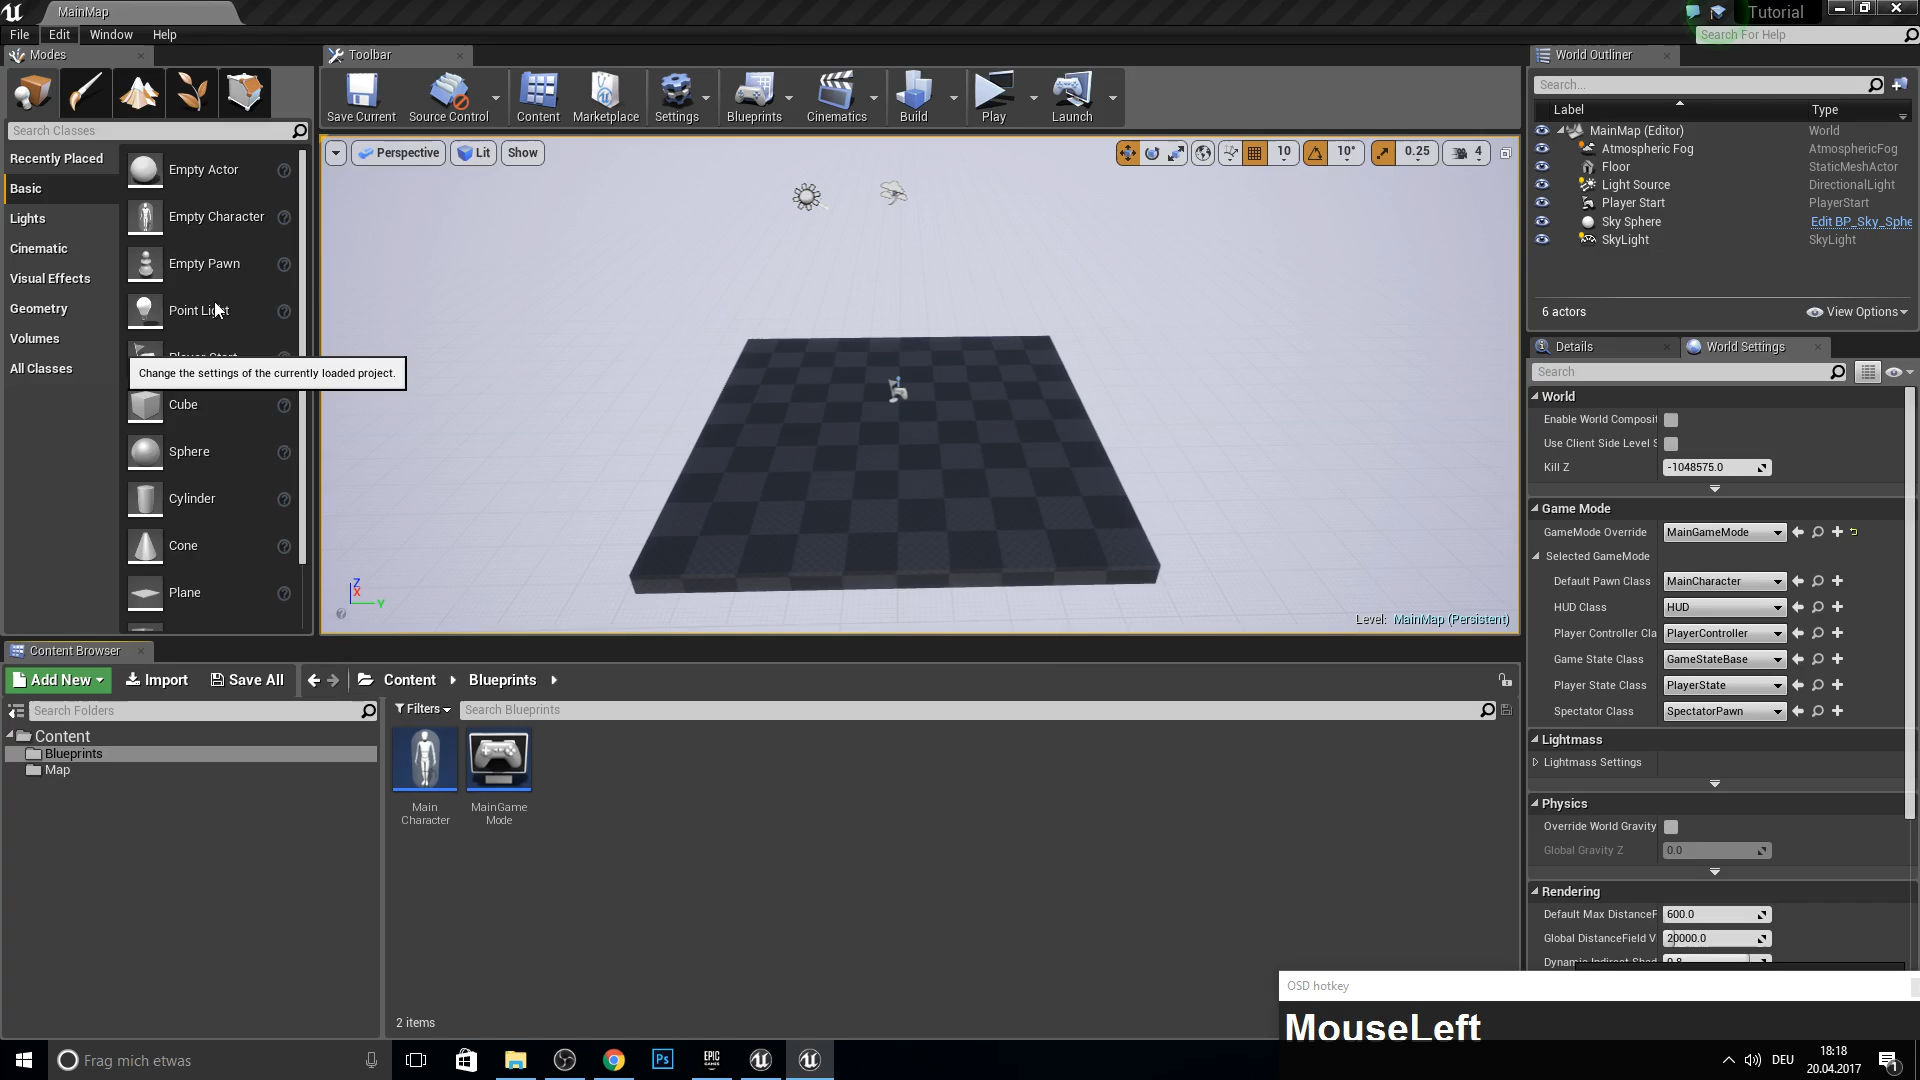 MainMap
Tutorial
File Edit Window Help
Search For Help
Modes
Toolbar
World Outliner
Save Current Source Control Content Marketplace Settings Blueprints Cinematics Build Play Launch
Search...
Label Type
Search Classes
Recently Placed
Basic
Lights
Cinematic
Visual Effects
Geometry
Volumes
All Classes
Empty Actor
Empty Character
Empty Pawn
Point Light
Change the settings of the currently loaded project.
Cube
Sphere
Cylinder
Cone
Plane
Perspective Lit Show
10 10° 0.25 4
Z
X
Y
Level: MainMap (Persistent)
MainMap (Editor) World
Atmospheric Fog AtmosphericFog
Floor StaticMeshActor
Light Source DirectionalLight
Player Start PlayerStart
Sky Sphere Edit BP_Sky_Sphe
SkyLight SkyLight
6 actors View Options
Details World Settings
Search
World
Enable World Composit
Use Client Side Level S
Kill Z -1048575.0
Game Mode
GameMode Override MainGameMode
Selected GameMode
Default Pawn Class MainCharacter
HUD Class HUD
Player Controller Cla PlayerController
Game State Class GameStateBase
Player State Class PlayerState
Spectator Class SpectatorPawn
Lightmass
Lightmass Settings
Physics
Override World Gravity
Global Gravity Z 0.0
Rendering
Default Max DistanceF 600.0
Global DistanceField V 20000.0
Content Browser
Add New Import Save All Content Blueprints
Search Folders
Filters Search Blueprints
Content
Blueprints
Map
Main
Character
MainGame
Mode
2 items
OSD hotkey
MouseLeft
Frag mich etwas
Ps
EPIC
GAMES
DEU
18:18
20.04.2017
1